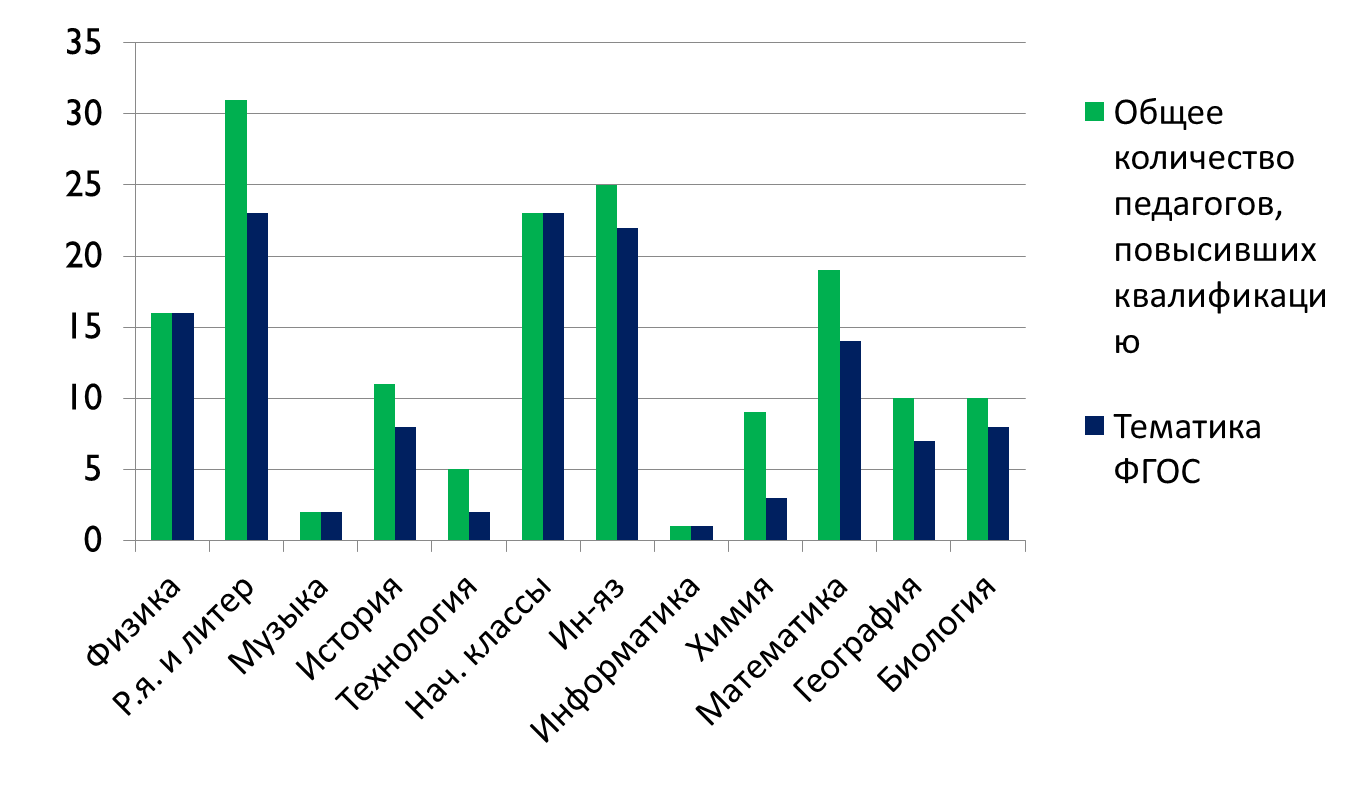 35
30
25
20
15
10
5
0
Физика
Р.я. и литер
Музыка
История
Технология
Нач. классы
Ин-яз
Информатика
Химия
Математика
География
Биология
Общее
количество
педагогов,
повысивших
квалификаци
ю
Тематика
ФГОС